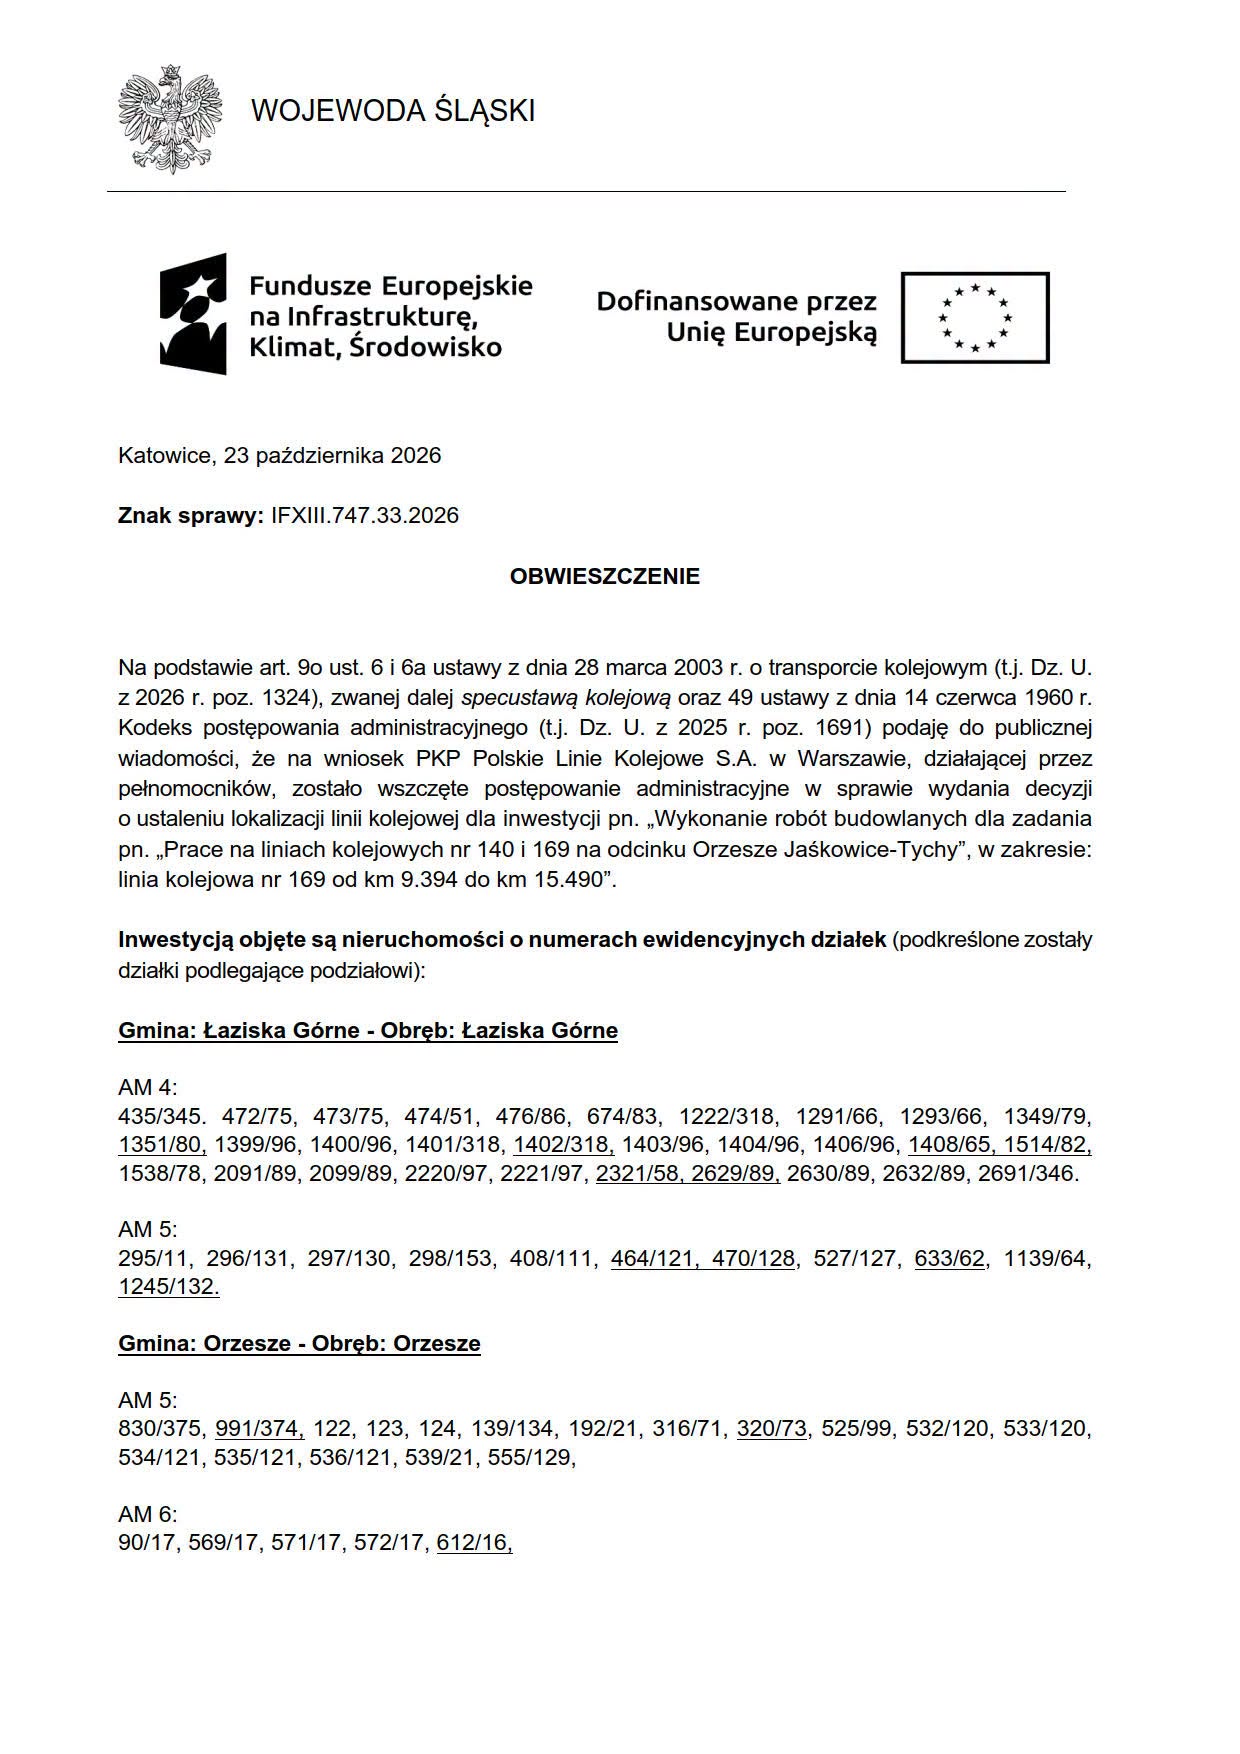 WOJEWODA ŚLĄSKI
Fundusze Europejskie
na Infrastrukturę,
Klimat, Środowisko
Dofinansowane przez
Unię Europejską
Katowice, 23 października 2026
Znak sprawy: IFXIII.747.33.2026
OBWIESZCZENIE
Na podstawie art. 9o ust. 6 i 6a ustawy z dnia 28 marca 2003 r. o transporcie kolejowym (t.j. Dz. U.
z 2026 r. poz. 1324), zwanej dalej specustawą kolejową oraz 49 ustawy z dnia 14 czerwca 1960 r.
Kodeks postępowania administracyjnego (t.j. Dz. U. z 2025 r. poz. 1691) podaję do publicznej
wiadomości, że na wniosek PKP Polskie Linie Kolejowe S.A. w Warszawie, działającej przez
pełnomocników, zostało wszczęte postępowanie administracyjne w sprawie wydania decyzji
o ustaleniu lokalizacji linii kolejowej dla inwestycji pn. „Wykonanie robót budowlanych dla zadania
pn. „Prace na liniach kolejowych nr 140 i 169 na odcinku Orzesze Jaśkowice-Tychy”, w zakresie:
linia kolejowa nr 169 od km 9.394 do km 15.490”.
Inwestycją objęte są nieruchomości o numerach ewidencyjnych działek (podkreślone zostały
działki podlegające podziałowi):
Gmina: Łaziska Górne - Obręb: Łaziska Górne
AM 4:
435/345. 472/75, 473/75, 474/51, 476/86, 674/83, 1222/318, 1291/66, 1293/66, 1349/79,
1351/80, 1399/96, 1400/96, 1401/318, 1402/318, 1403/96, 1404/96, 1406/96, 1408/65, 1514/82,
1538/78, 2091/89, 2099/89, 2220/97, 2221/97, 2321/58, 2629/89, 2630/89, 2632/89, 2691/346.
AM 5:
295/11, 296/131, 297/130, 298/153, 408/111, 464/121, 470/128, 527/127, 633/62, 1139/64,
1245/132.
Gmina: Orzesze - Obręb: Orzesze
AM 5:
830/375, 991/374, 122, 123, 124, 139/134, 192/21, 316/71, 320/73, 525/99, 532/120, 533/120,
534/121, 535/121, 536/121, 539/21, 555/129,
AM 6:
90/17, 569/17, 571/17, 572/17, 612/16,